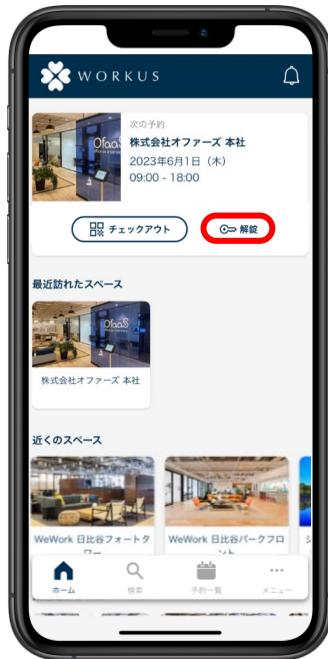 WORKUS
次の予約
株式会社オファーズ 本社
2023年6月1日（木）
09:00 - 18:00
チェックアウト
解錠
最近訪れたスペース
OfaaS
株式会社オファーズ 本社
近くのスペース
WeWork 日比谷フォートタワー
WeWork 日比谷パークフロント
ホーム
検索
予約一覧
メニュー